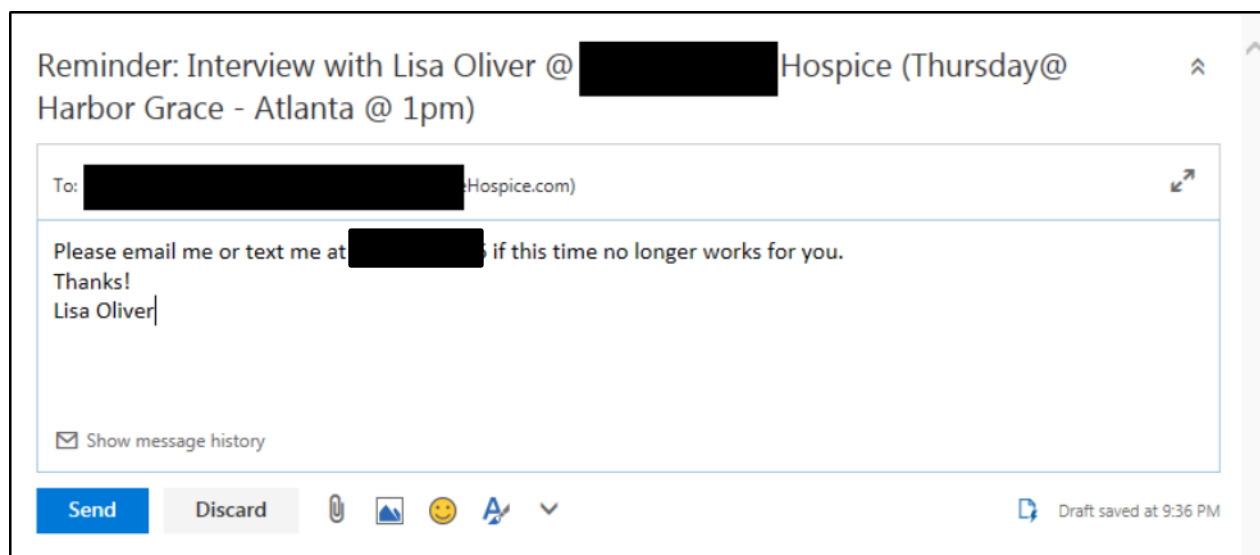 Reminder: Interview with Lisa Oliver @ Hospice (Thursday@
Harbor Grace - Atlanta @ 1pm)
To: eHospice.com)
Please email me or text me at if this time no longer works for you.
Thanks!
Lisa Oliver
Show message history
Send Discard Draft saved at 9:36 PM